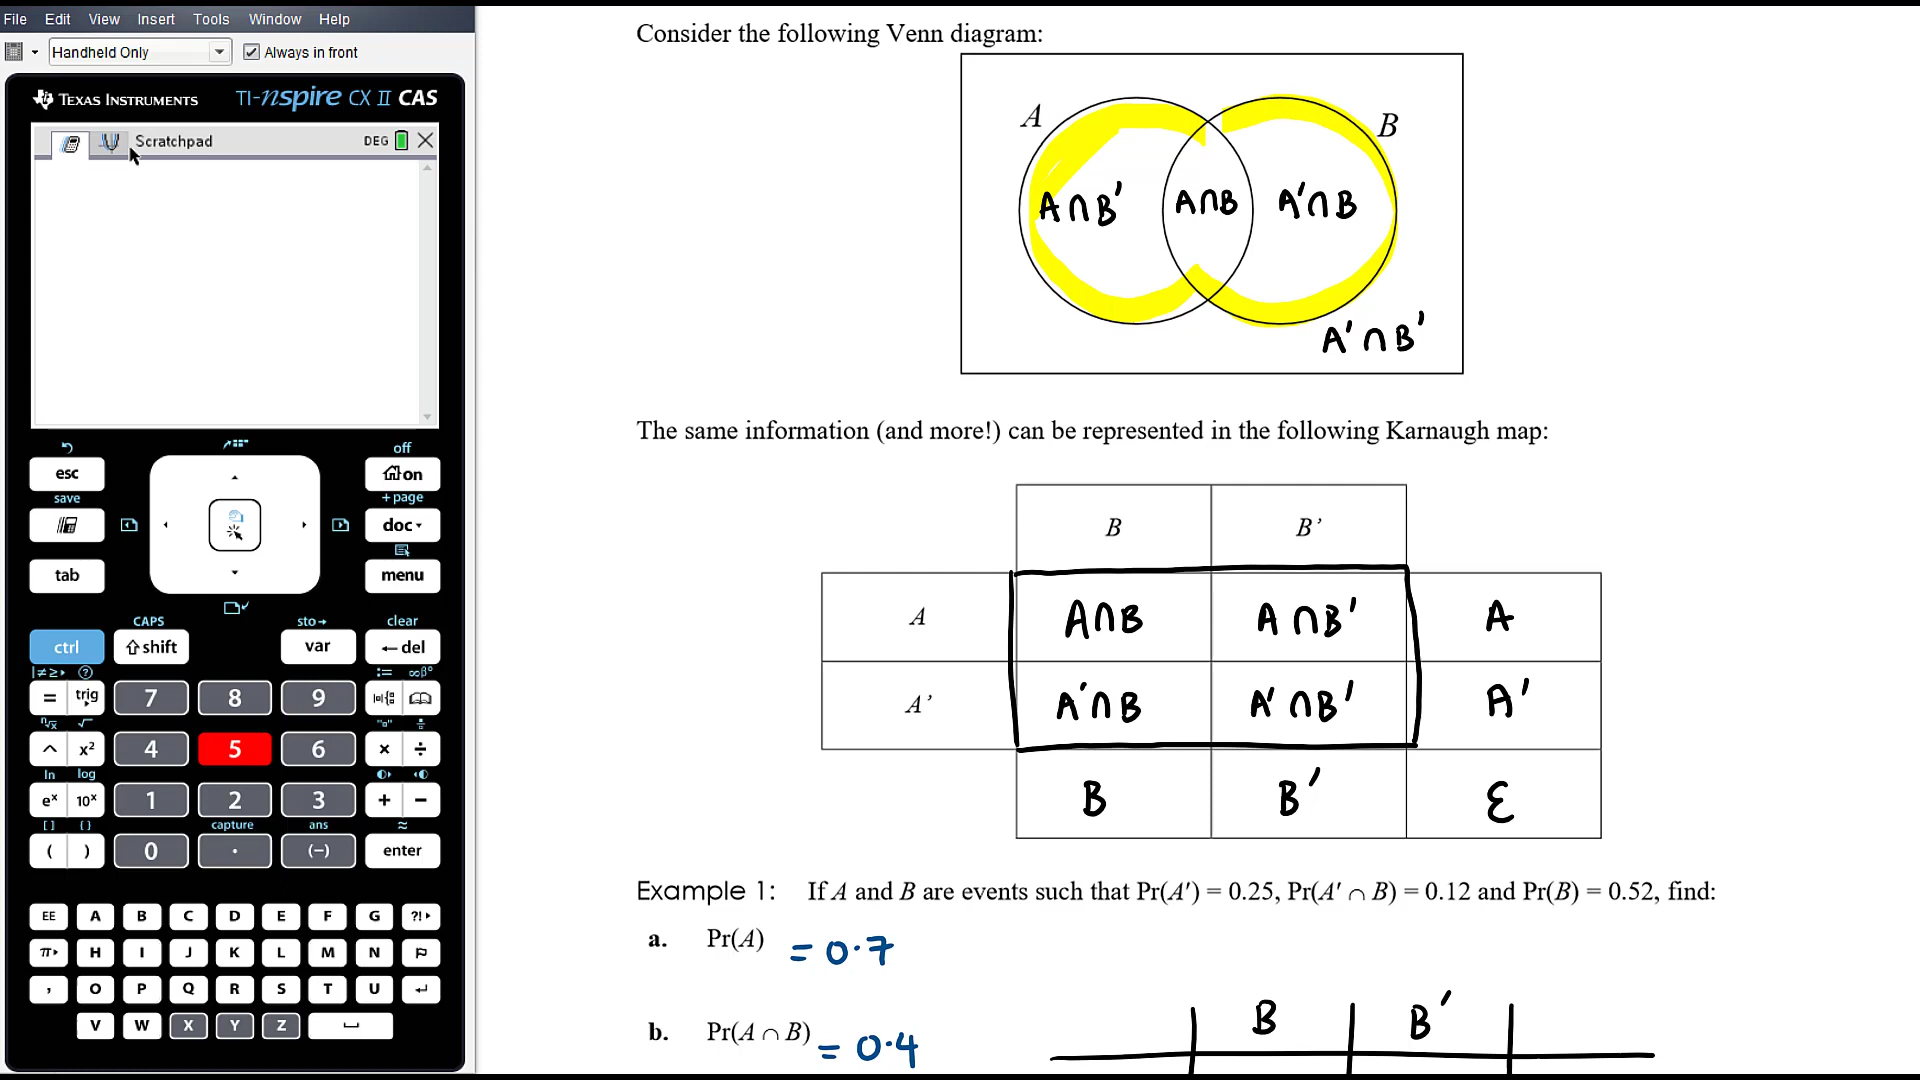 File Edit View Insert Tools Window Help
Handheld Only Always in front
TEXAS INSTRUMENTS TI-nspire CX II CAS
Scratchpad DEG
off
esc on
save + page
doc
tab menu
CAPS sto→ clear
ctrl shift var ←del
|≠≥▸ ? := ∞β°
= trig 7 8 9
^ x² 4 5 6 × ÷
ln log
eˣ 10ˣ 1 2 3 + −
[ ] { } capture ans ≈
( ) 0 . (−) enter
EE A B C D E F G ?!▸
π▸ H I J K L M N
, O P Q R S T U ↵
V W X Y Z
Consider the following Venn diagram:
A B
A∩B′ A∩B A′∩B
A′∩B′
The same information (and more!) can be represented in the following Karnaugh map:
B B’
A A∩B A∩B′ A
A’ A′∩B A′∩B′ A′
B B′ Ɛ
Example 1: If A and B are events such that Pr(A′) = 0.25, Pr(A′ ∩ B) = 0.12 and Pr(B) = 0.52, find:
a. Pr(A) = 0.7
B B′
b. Pr(A ∩ B) = 0.4